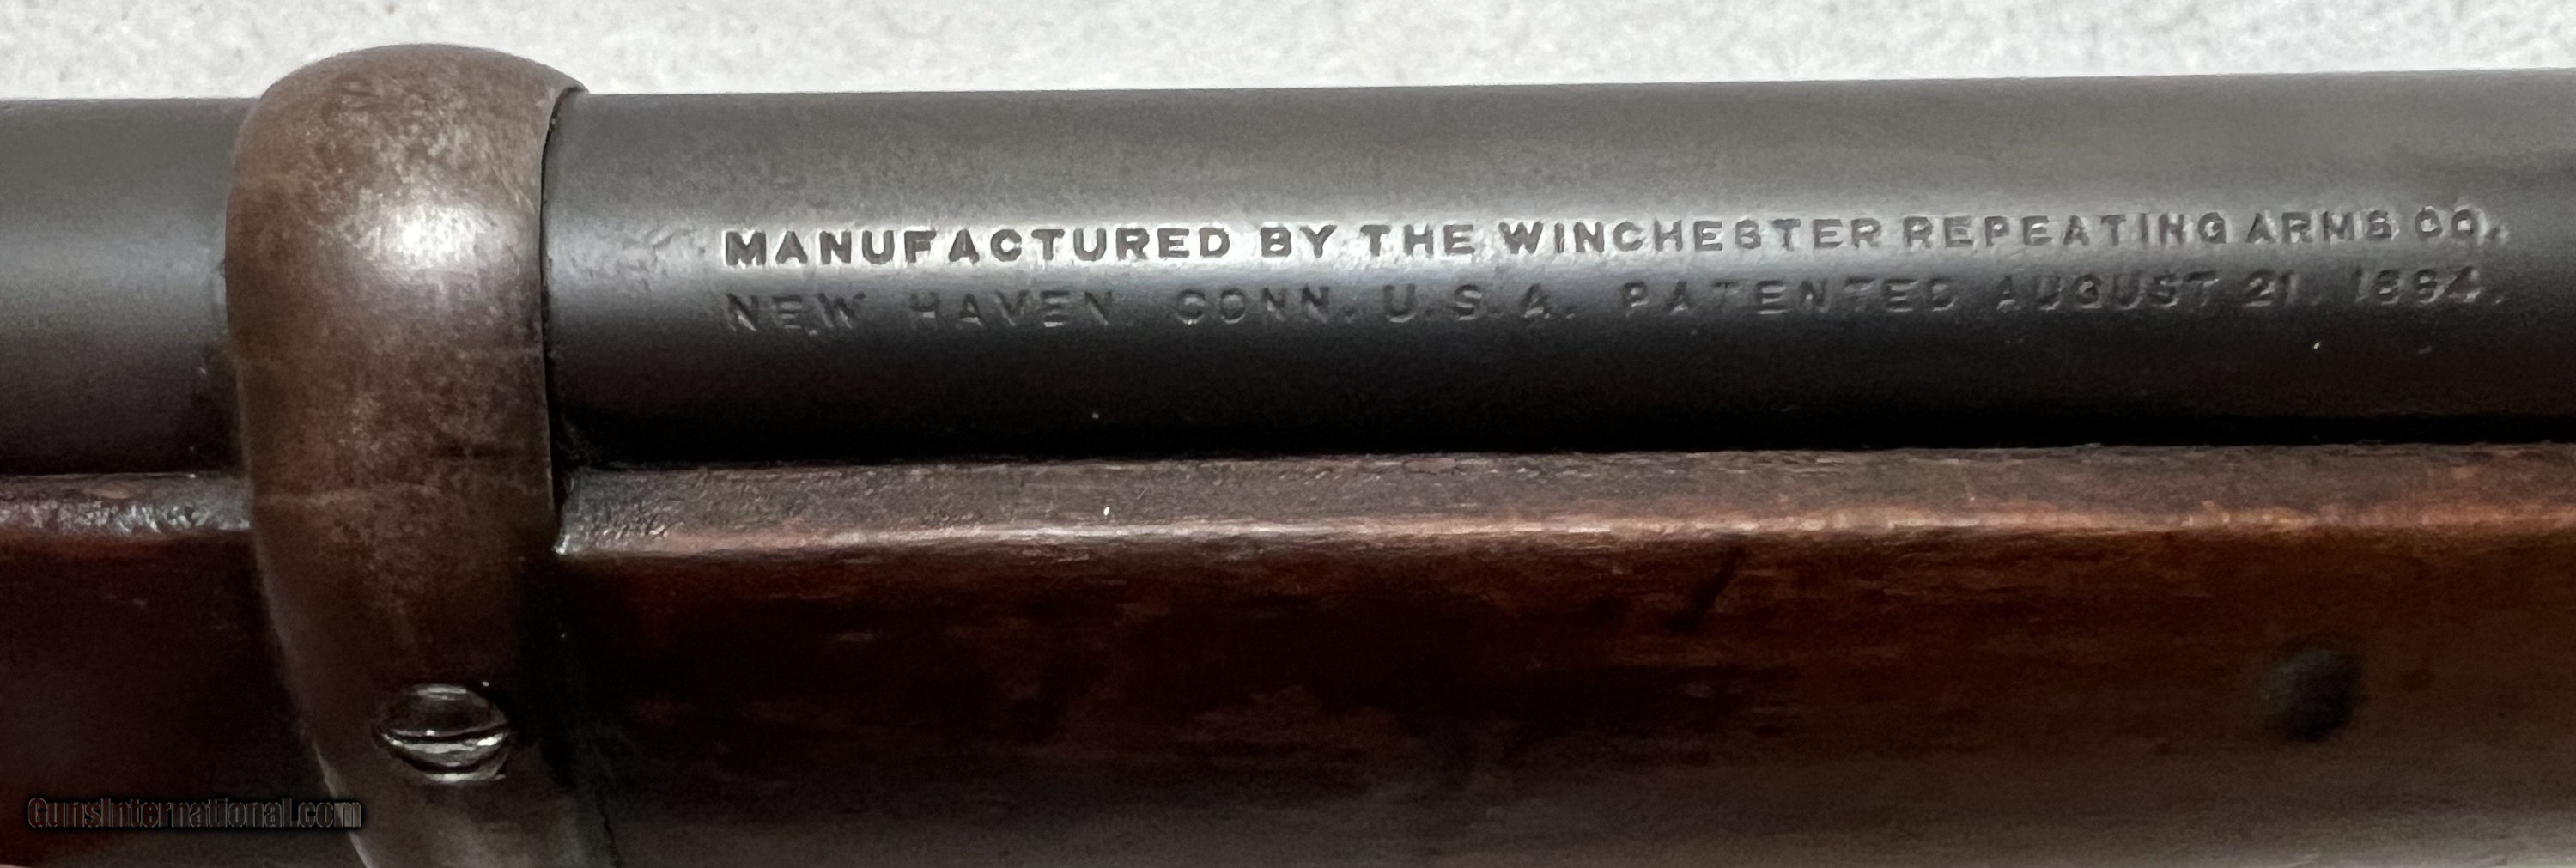 MANUFACTURED BY THE WINCHESTER REPEATING ARMS CO.
NEW HAVEN. CONN. U.S.A. PATENTED AUGUST 21. 1894.
GunsInternational.com